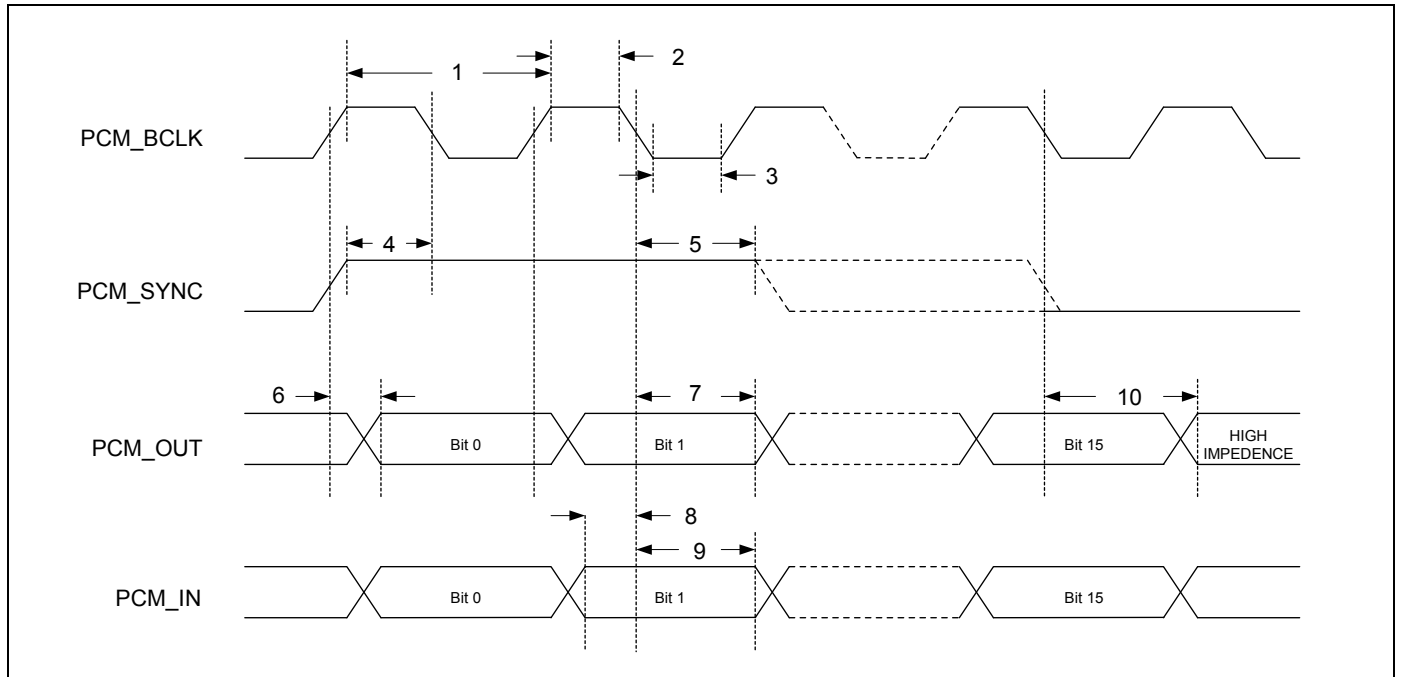 1
2
PCM_BCLK
3
4
5
PCM_SYNC
6
7
10
PCM_OUT
Bit 0
Bit 1
Bit 15
HIGH
IMPEDENCE
8
9
PCM_IN
Bit 0
Bit 1
Bit 15